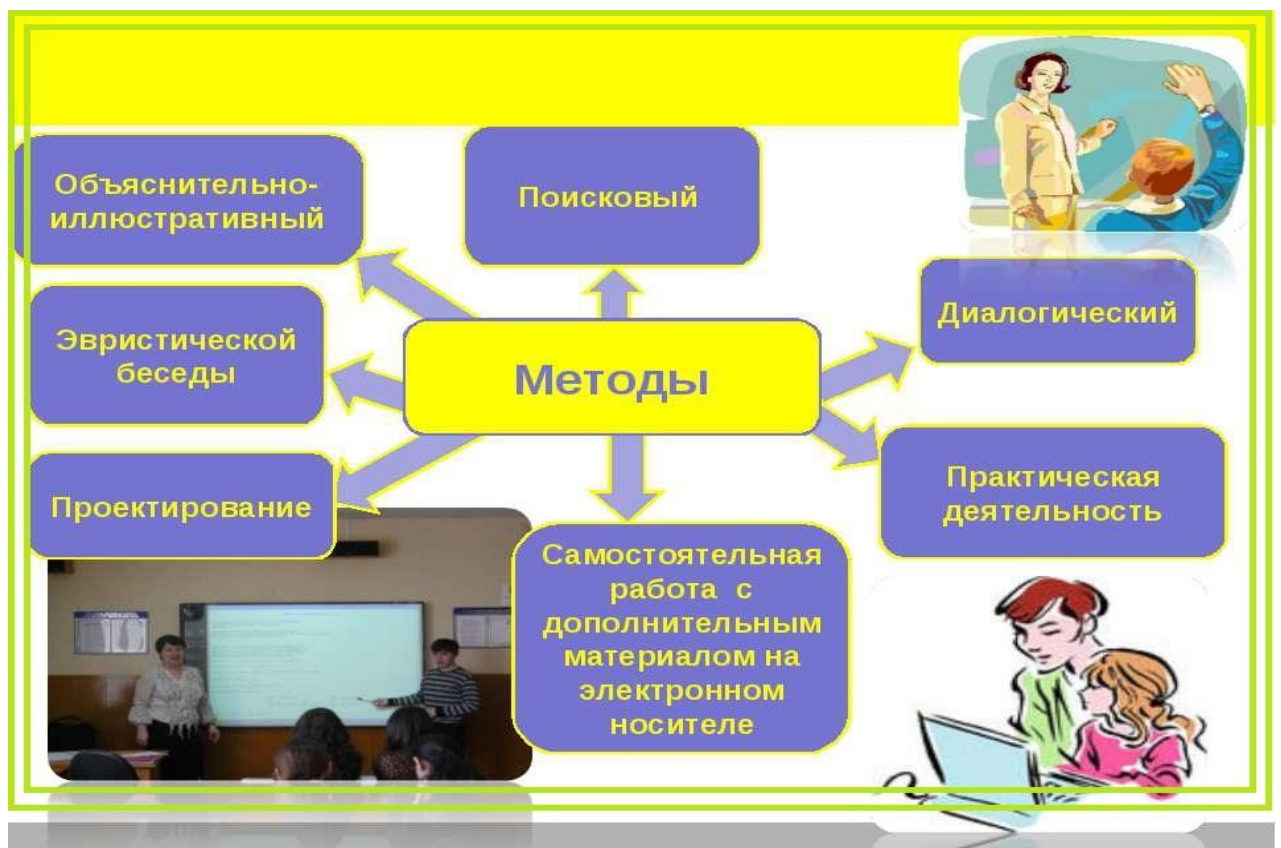 Объяснительно-
иллюстративный
Поисковый
Диалогический
Эвристической
беседы
Методы
Проектирование
Практическая
деятельность
Самостоятельная
работа с
дополнительным
материалом на
электронном
носителе